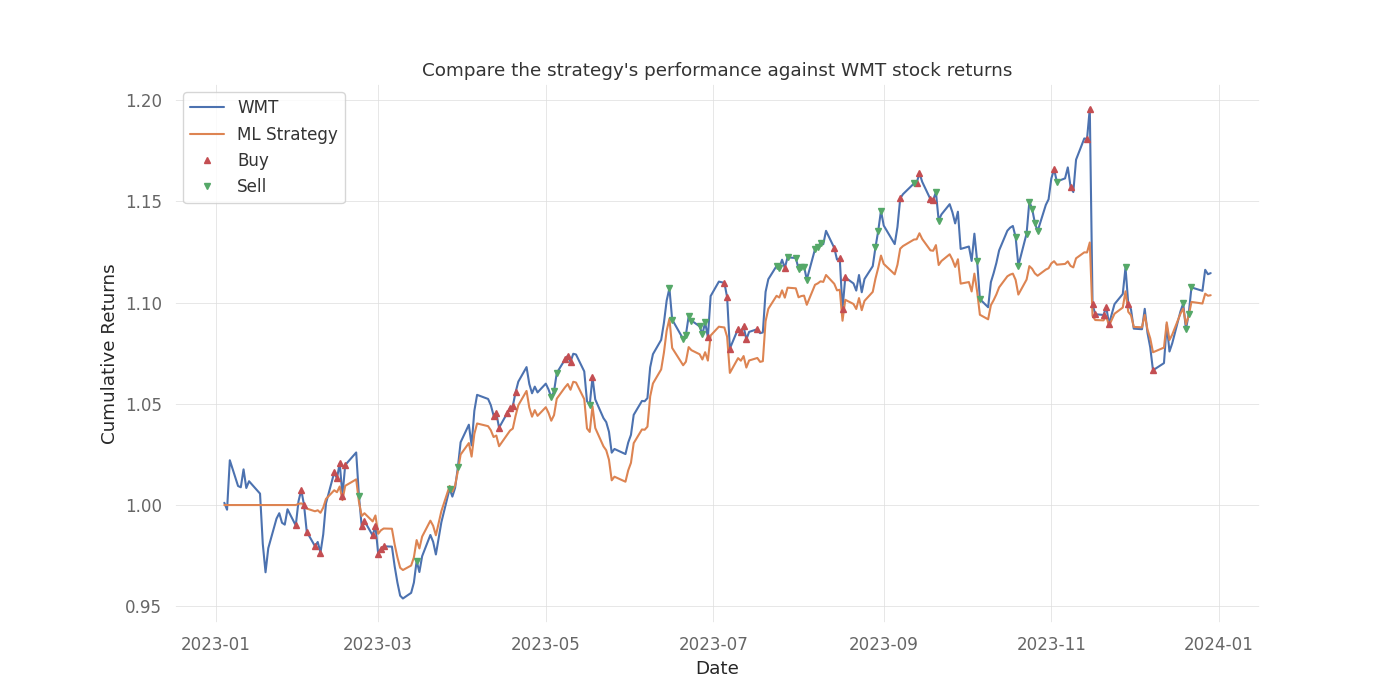 Compare the strategy's performance against WMT stock returns
WMT
ML Strategy
Buy
Sell
1.20
1.15
1.10
1.05
1.00
0.95
Cumulative Returns
2023-01
2023-03
2023-05
2023-07
2023-09
2023-11
2024-01
Date